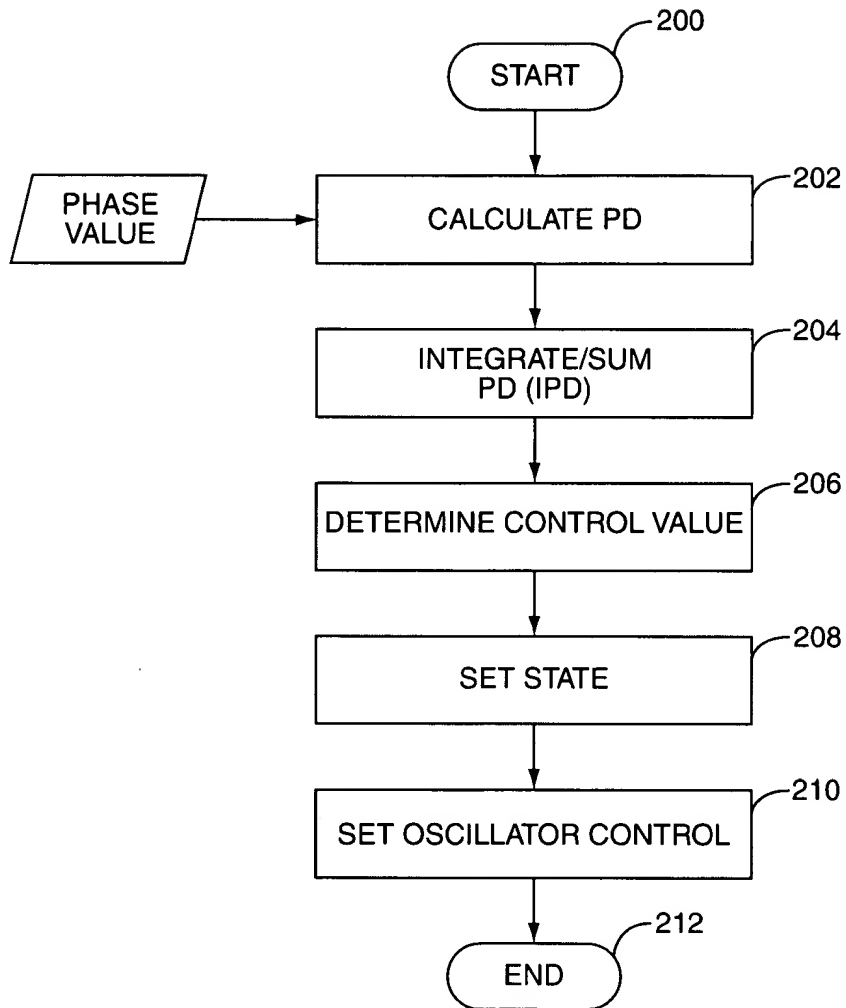 200
START
202
PHASE
VALUE
CALCULATE PD
204
INTEGRATE/SUM
PD (IPD)
206
DETERMINE CONTROL VALUE
208
SET STATE
210
SET OSCILLATOR CONTROL
212
END